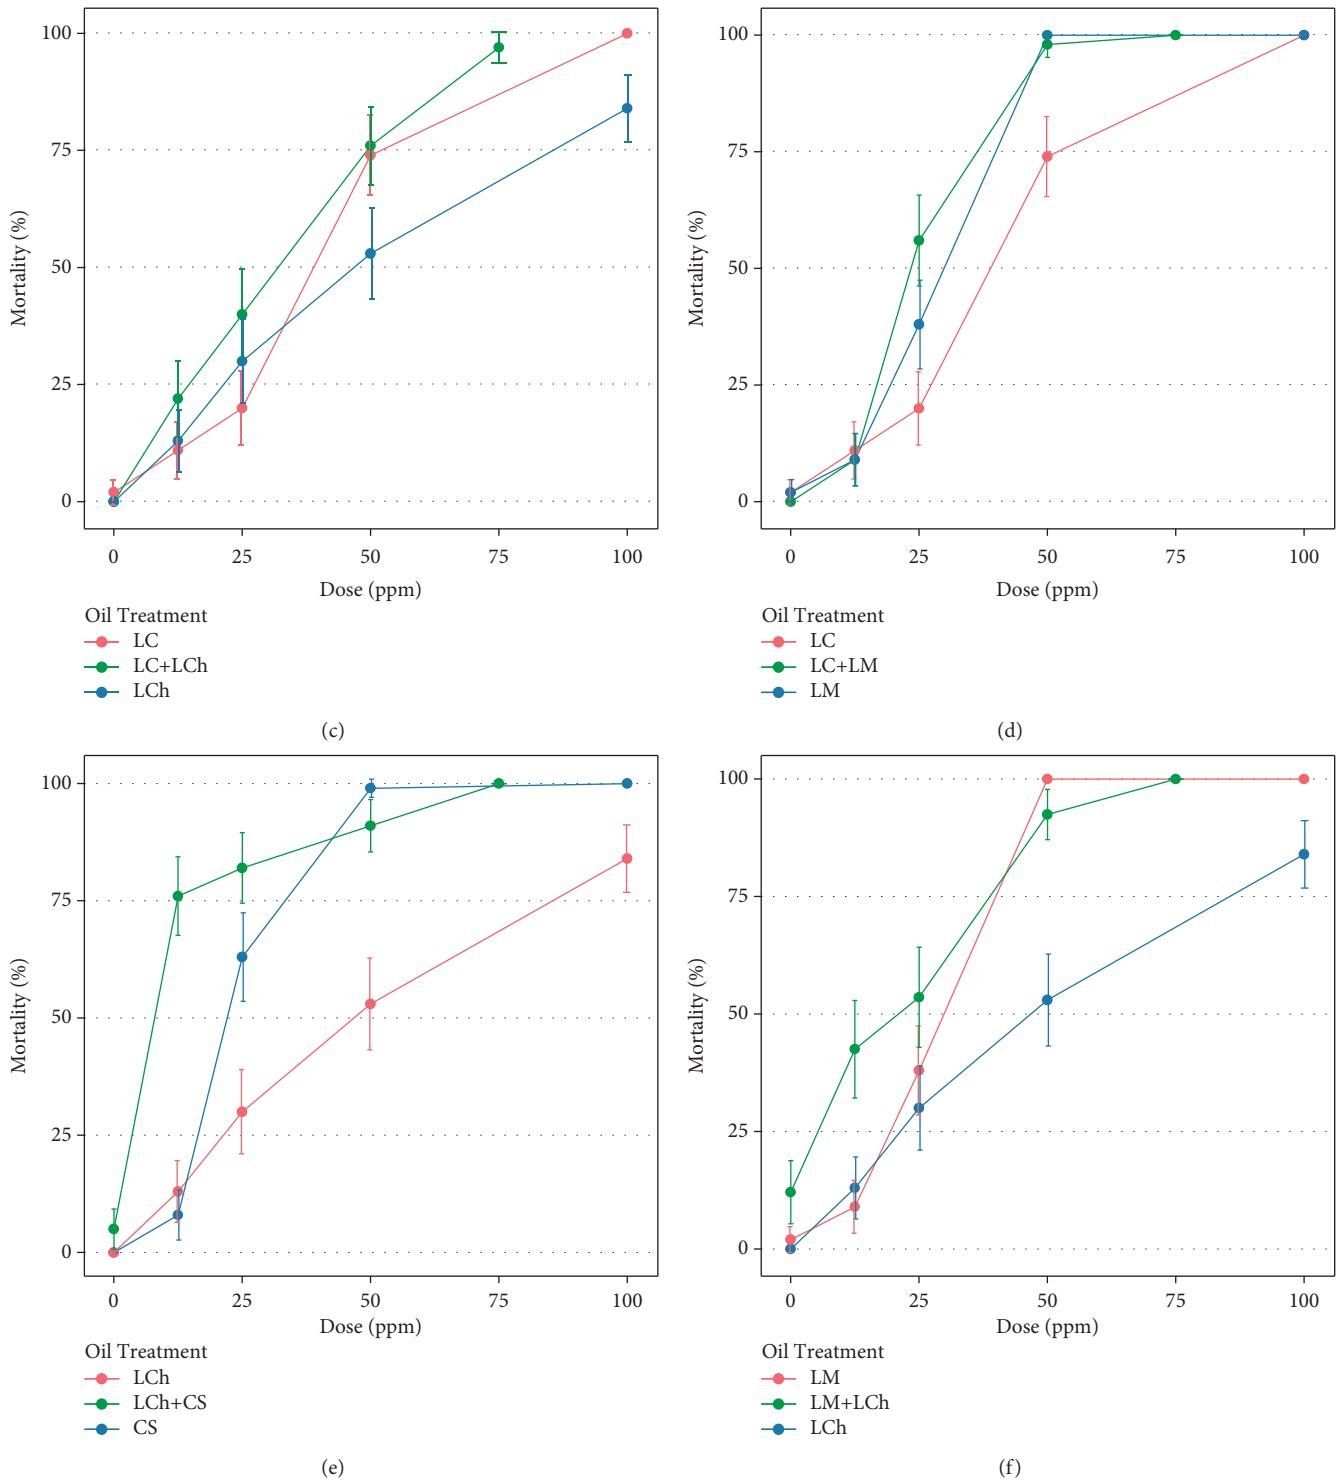 100
75
50
25
0
Mortality (%)
0 25 50 75 100
Dose (ppm)
Oil Treatment
LC
LC+LCh
LCh
(c)
100
75
50
25
0
Mortality (%)
0 25 50 75 100
Dose (ppm)
Oil Treatment
LC
LC+LM
LM
(d)
100
75
50
25
0
Mortality (%)
0 25 50 75 100
Dose (ppm)
Oil Treatment
LCh
LCh+CS
CS
(e)
100
75
50
25
0
Mortality (%)
0 25 50 75 100
Dose (ppm)
Oil Treatment
LM
LM+LCh
LCh
(f)